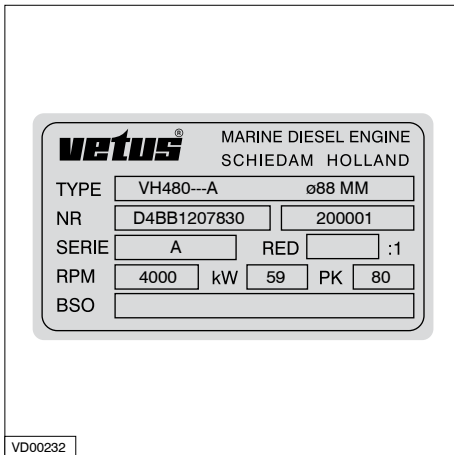 vetus® MARINE DIESEL ENGINE
SCHIEDAM HOLLAND
TYPE VH480---A ø88 MM
NR D4BB1207830 200001
SERIE A RED :1
RPM 4000 kW 59 PK 80
BSO
VD00232